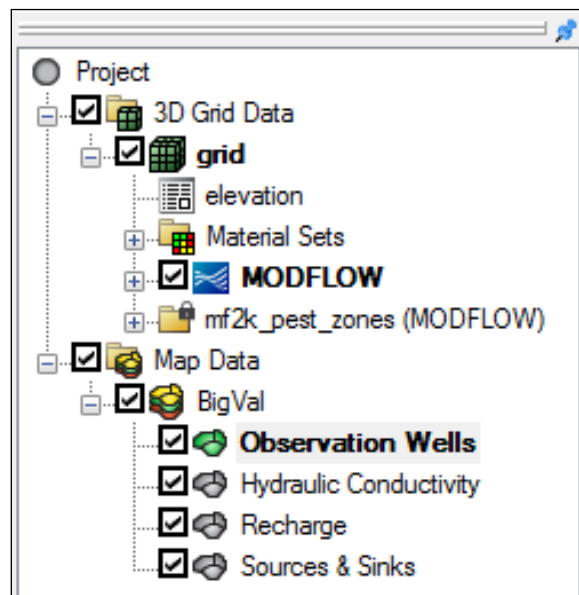 Project
3D Grid Data
grid
elevation
Material Sets
MODFLOW
mf2k_pest_zones (MODFLOW)
Map Data
BigVal
Observation Wells
Hydraulic Conductivity
Recharge
Sources & Sinks